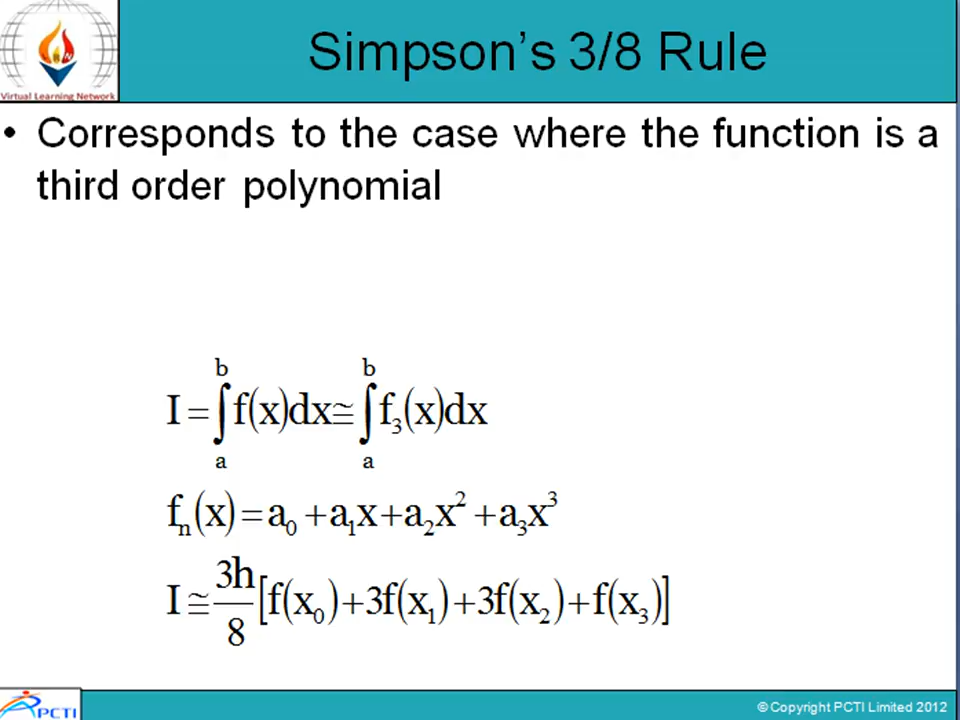 Simpson's 3/8 Rule
Virtual Learning Network
• Corresponds to the case where the function is a
third order polynomial
I = ∫ₐᵇ f(x)dx ≅ ∫ₐᵇ f₃(x)dx
fₙ(x) = a₀ + a₁x + a₂x² + a₃x³
I ≅ 3h/8 [f(x₀) + 3f(x₁) + 3f(x₂) + f(x₃)]
PCTI
©Copyright PCTI Limited 2012